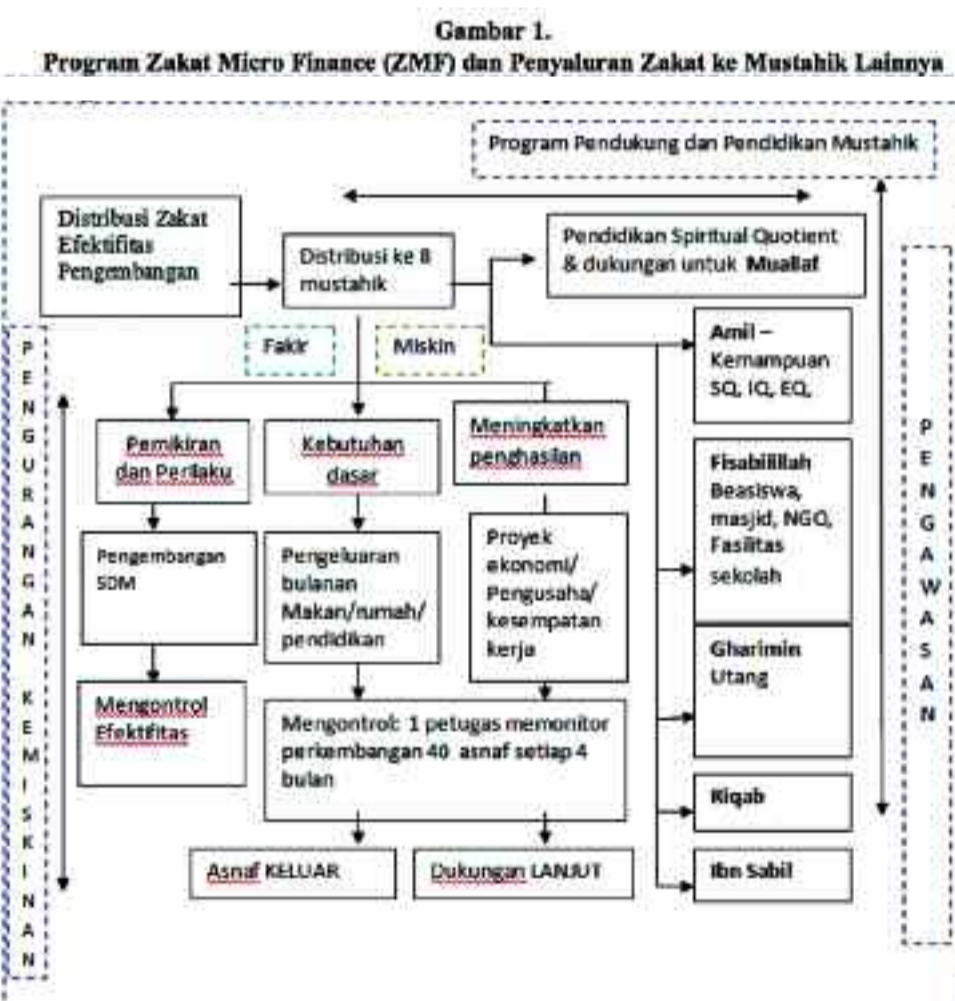 Gambar 1.
Program Zakat Micro Finance (ZMF) dan Penyaluran Zakat ke Mustahik Lainnya
Program Pendukung dan Pendidikan Mustahik
Distribusi Zakat
Efektifitas
Pengembangan
Distribusi ke 8
mustahik
Pendidikan Spiritual Quotient
& dukungan untuk Muallaf
Fakir
Miskin
Amil –
Kemampuan
SQ, IQ, EQ,
Pemikiran
dan Perilaku
Kebutuhan
dasar
Meningkatkan
penghasilan
Fisabilillah
Beasiswa,
masjid, NGO,
Fasilitas
sekolah
Pengembangan
SDM
Pengeluaran
bulanan
Makan/rumah/
pendidikan
Proyek
ekonomi/
Pengusaha/
kesempatan
kerja
Gharimin
Utang
Mengontrol
Efektifitas
Mengontrol: 1 petugas memonitor
perkembangan 40 asnaf setiap 4
bulan
Riqab
Asnaf KELUAR
Dukungan LANJUT
Ibn Sabil
PENGURANGAN KEMISKINAN
PENGAWASAN